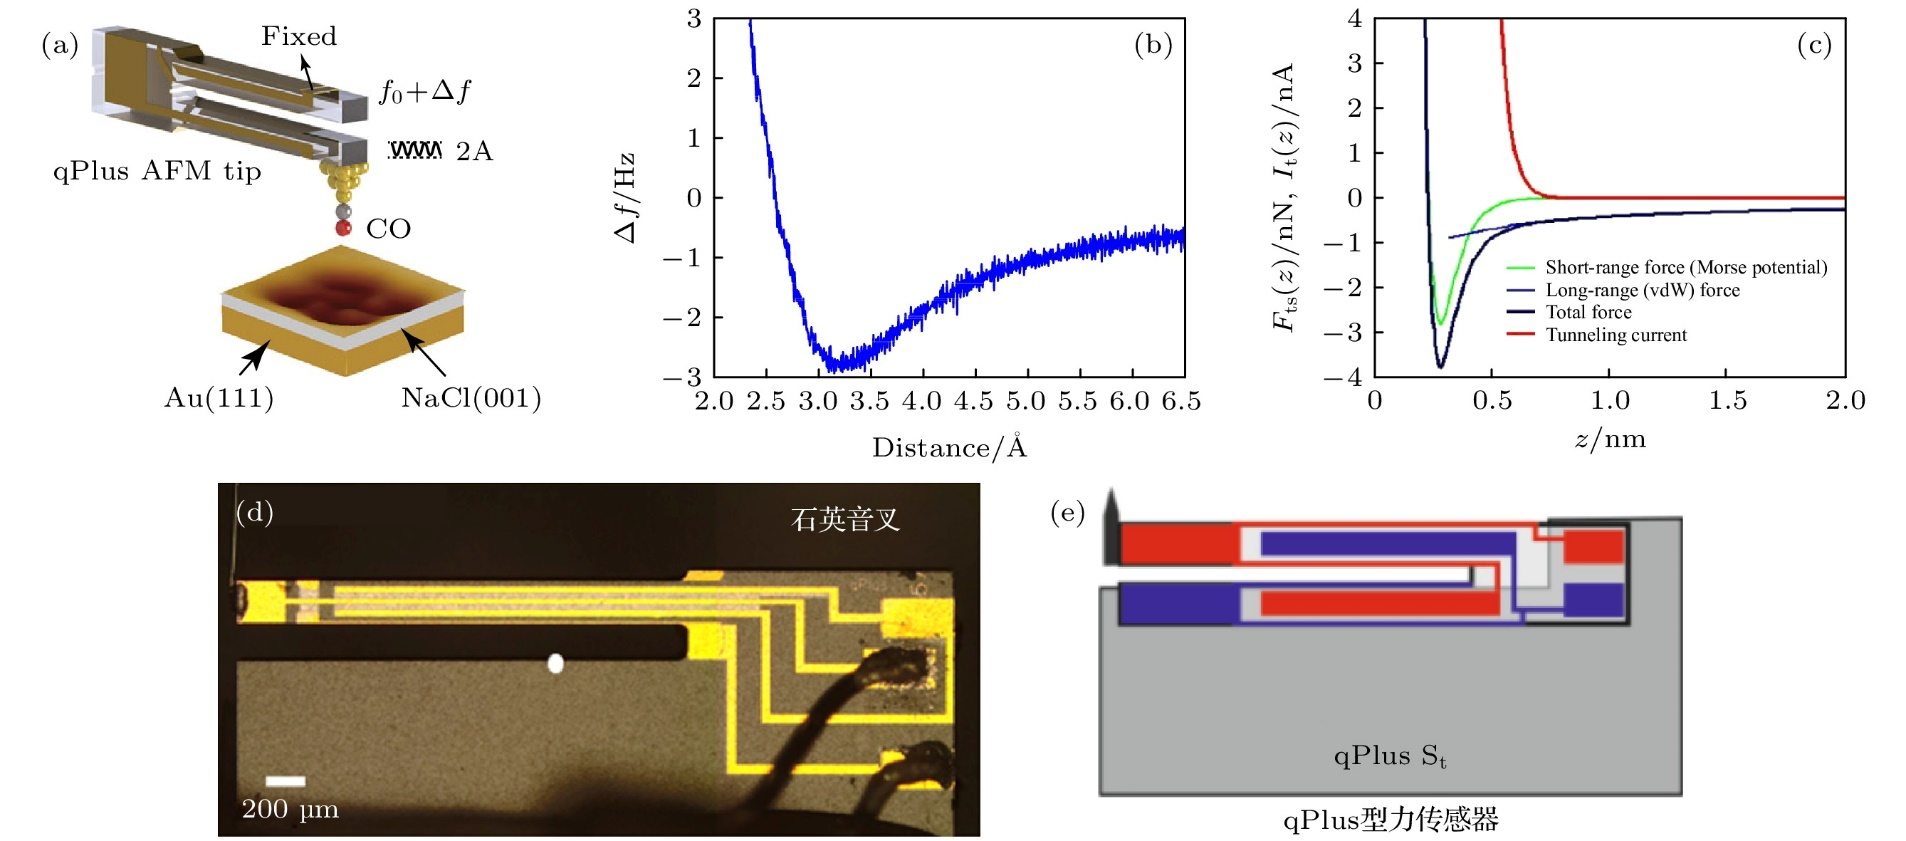 (a)
Fixed
f₀+Δf
2A
qPlus AFM tip
CO
Au(111)
NaCl(001)
(b)
Δf/Hz
3
2
1
0
−1
−2
−3
2.0 2.5 3.0 3.5 4.0 4.5 5.0 5.5 6.0 6.5
Distance/Å
(c)
Fts(z)/nN, It(z)/nA
4
3
2
1
0
−1
−2
−3
−4
Short-range force (Morse potential)
Long-range (vdW) force
Total force
Tunneling current
0 0.5 1.0 1.5 2.0
z/nm
(d)
石英音叉
200 μm
(e)
qPlus St
qPlus型力传感器